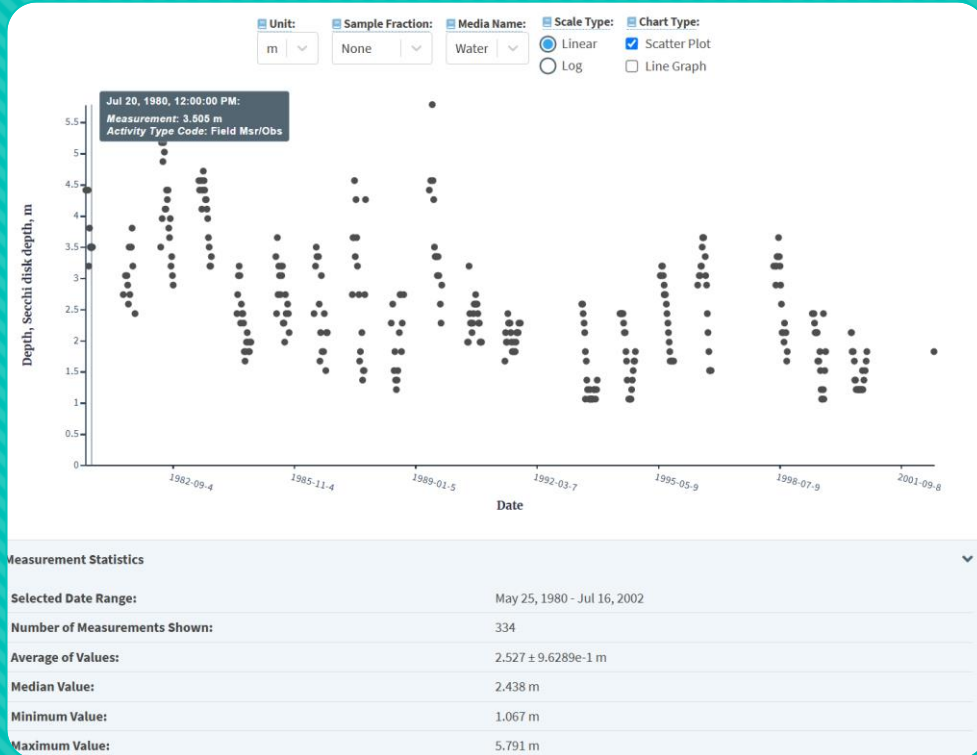 Unit: Sample Fraction: Media Name: Scale Type: Chart Type:
m None Water Linear Scatter Plot
Log Line Graph
Jul 20, 1980, 12:00:00 PM:
Measurement: 3.505 m
Activity Type Code: Field Msr/Obs
Depth, Secchi disk depth, m
5.5
5
4.5
4
3.5
3
2.5
2
1.5
1
0.5
0
1982-09-4 1985-11-4 1989-01-5 1992-03-7 1995-05-9 1998-07-9 2001-09-8
Date
Measurement Statistics
Selected Date Range: May 25, 1980 - Jul 16, 2002
Number of Measurements Shown: 334
Average of Values: 2.527 ± 9.6289e-1 m
Median Value: 2.438 m
Minimum Value: 1.067 m
Maximum Value: 5.791 m